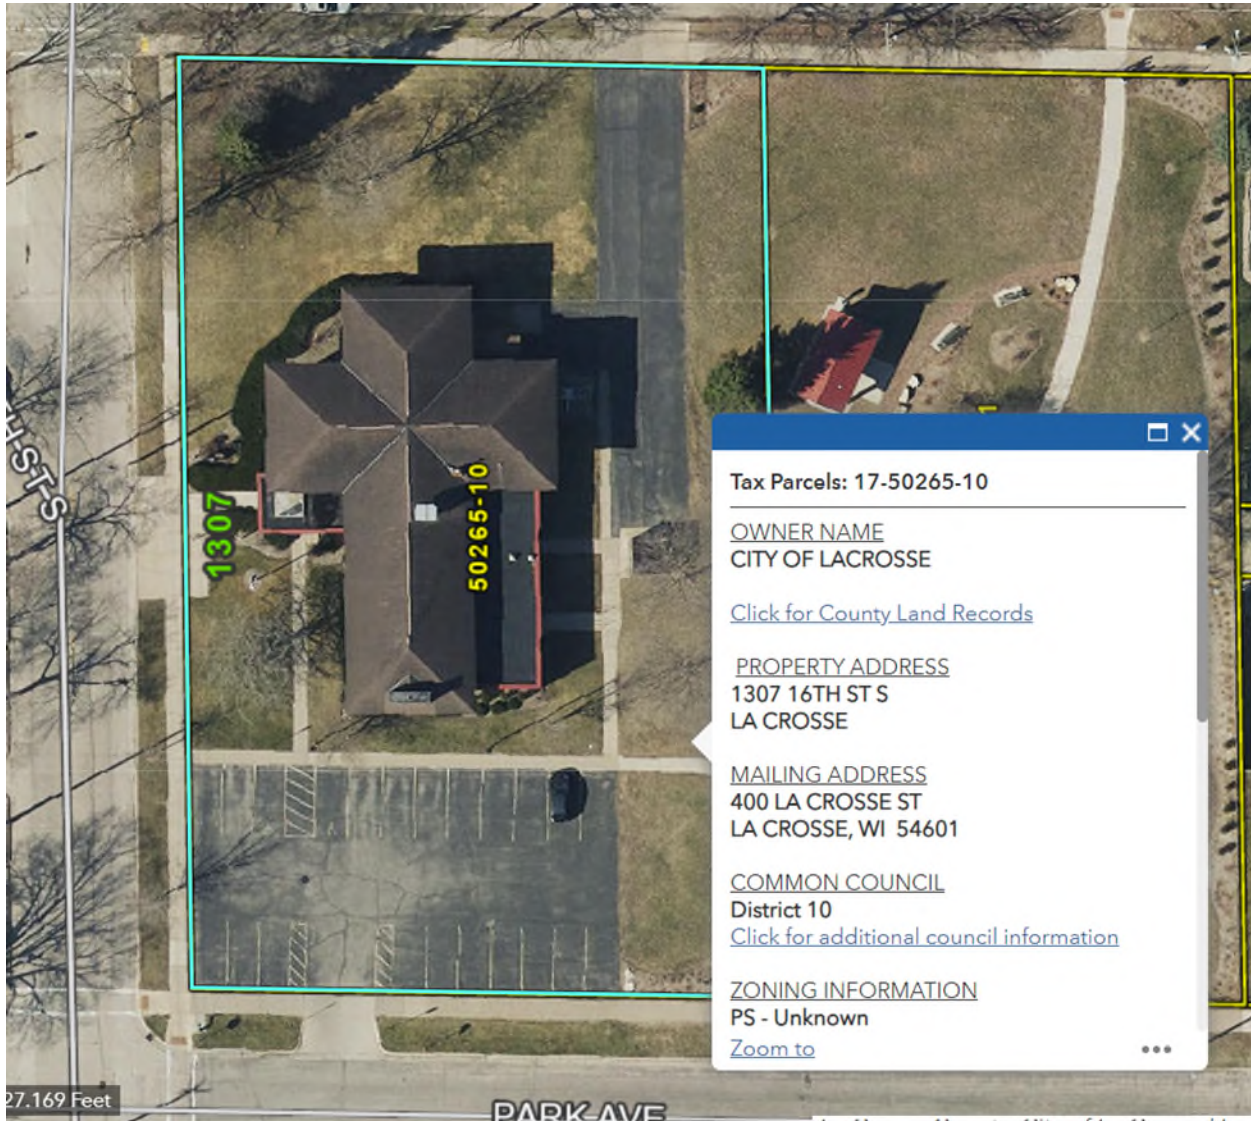 H-S-T-S
1307
50265-10
1
Tax Parcels: 17-50265-10
OWNER NAME
CITY OF LACROSSE
Click for County Land Records
PROPERTY ADDRESS
1307 16TH ST S
LA CROSSE
MAILING ADDRESS
400 LA CROSSE ST
LA CROSSE, WI 54601
COMMON COUNCIL
District 10
Click for additional council information
ZONING INFORMATION
PS - Unknown
Zoom to
27.169 Feet
PARK AVE